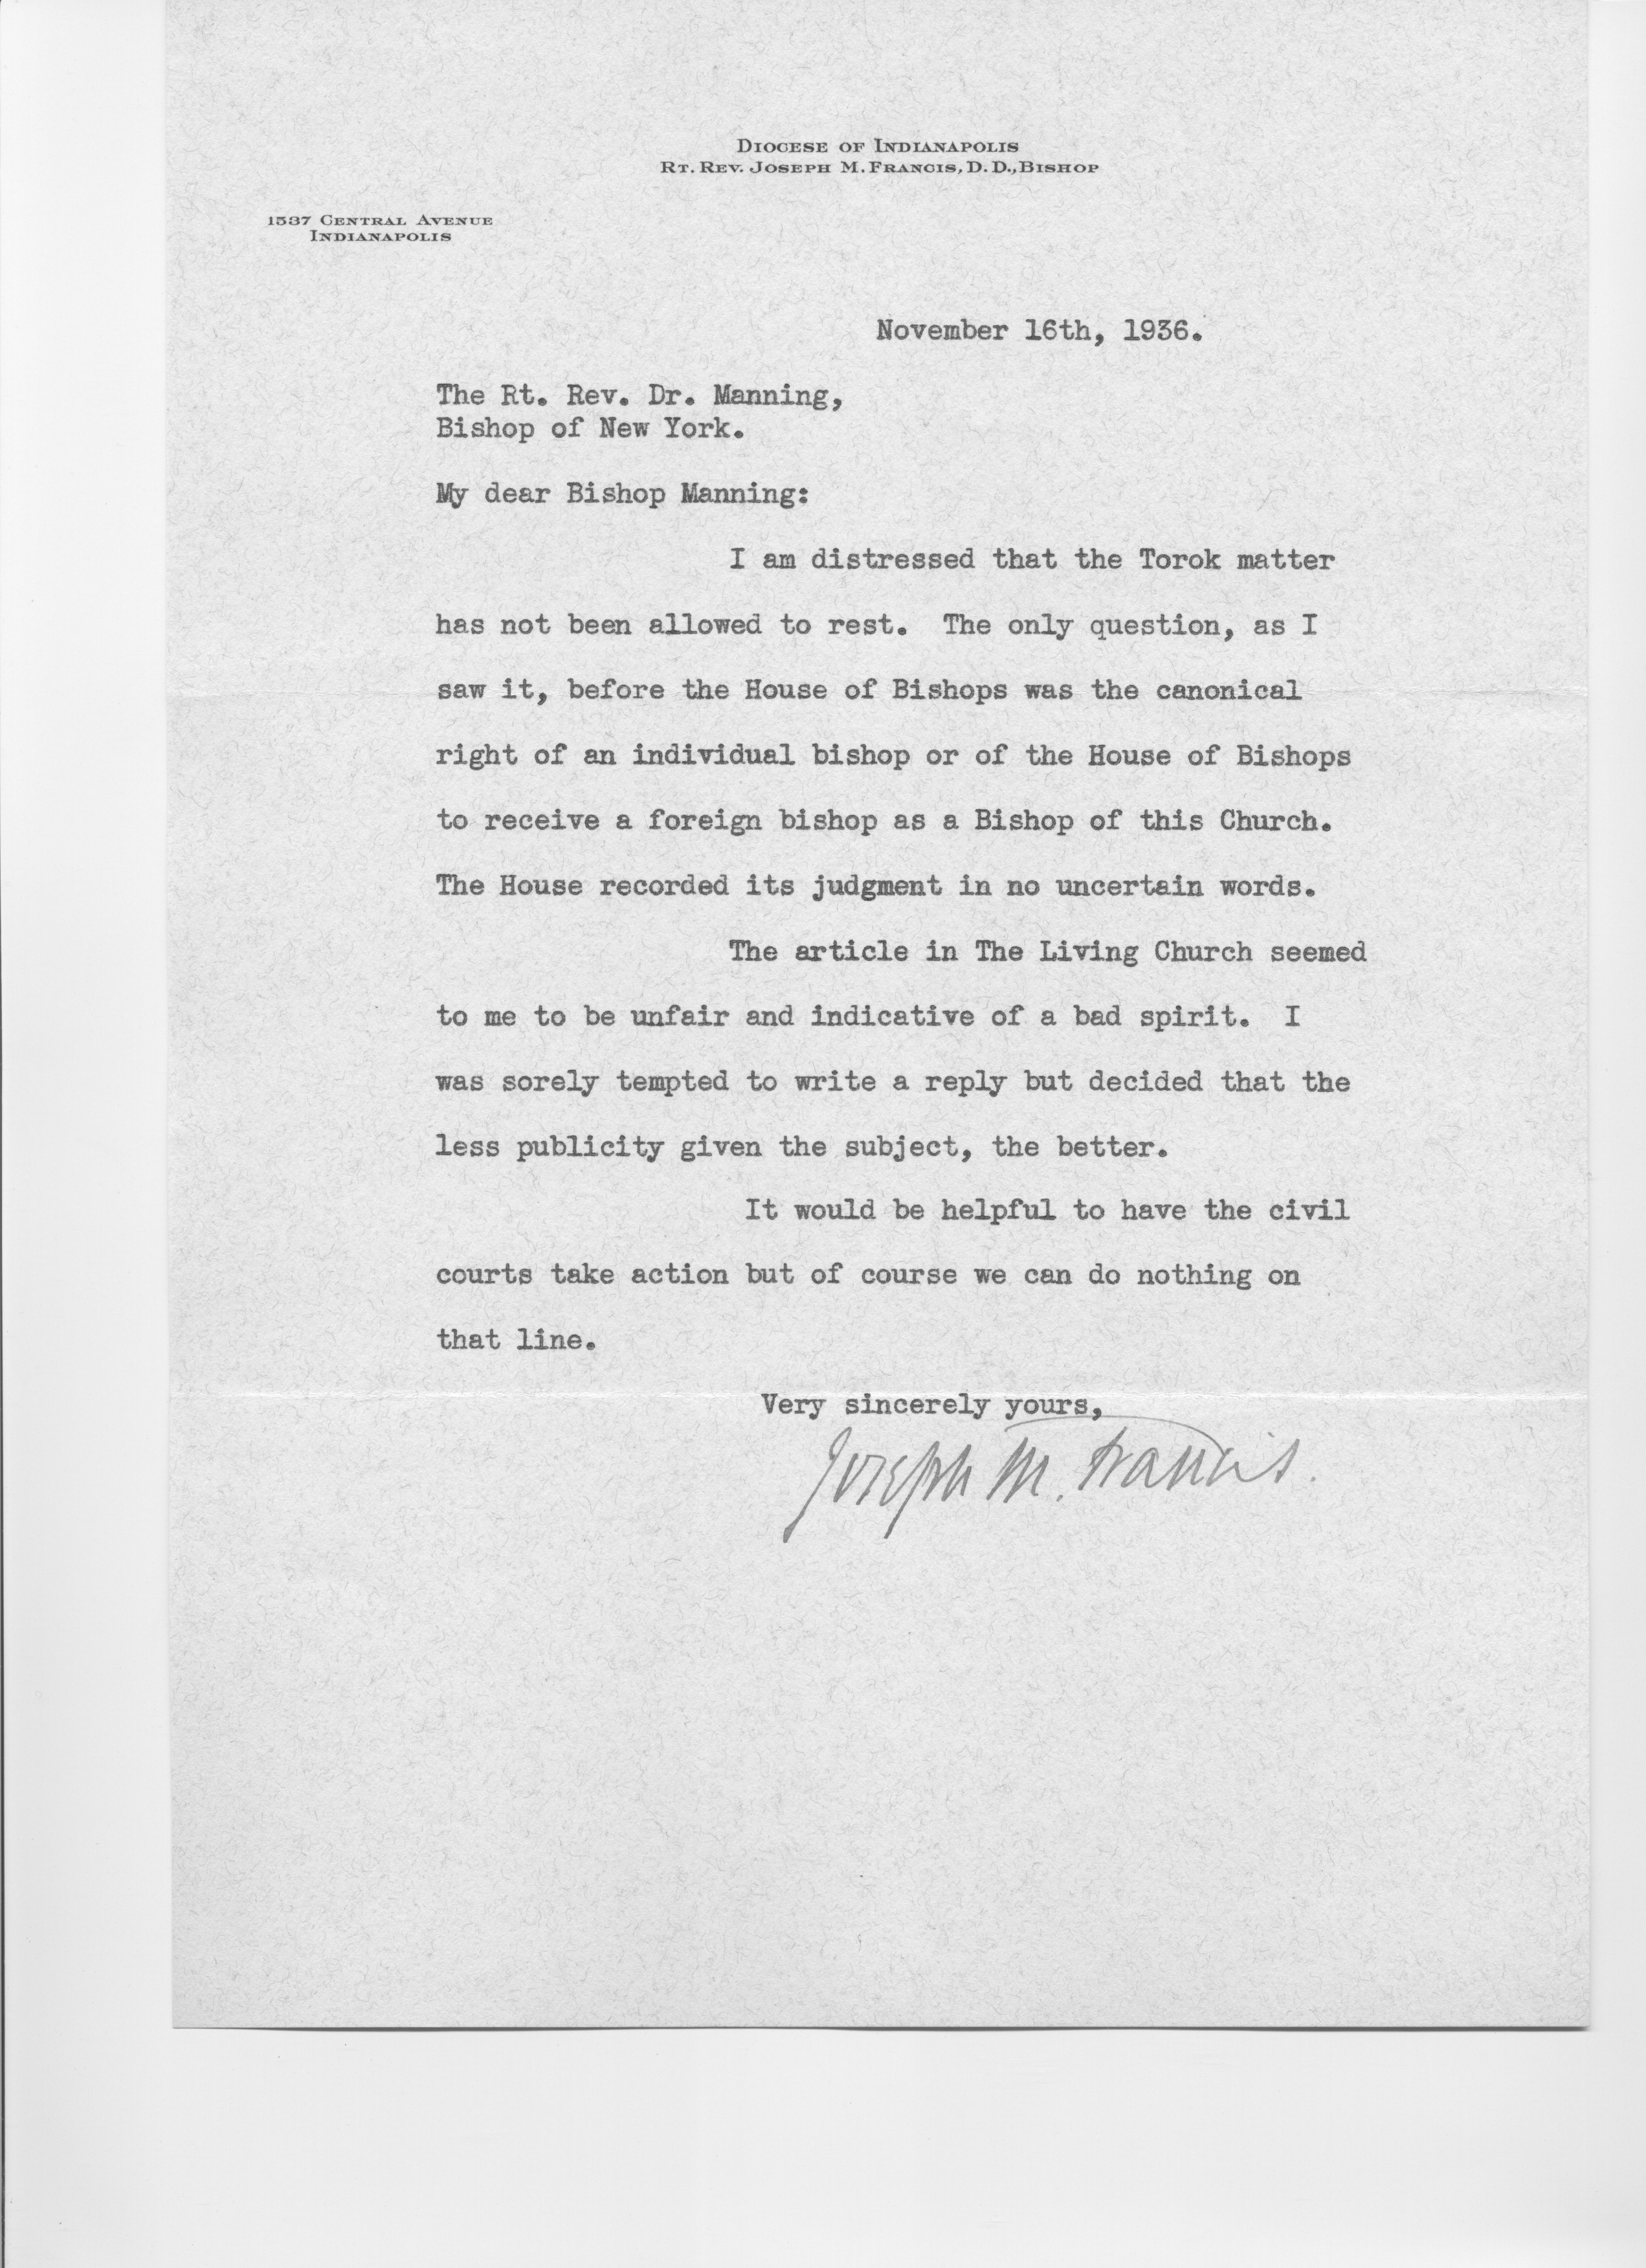 DIOCESE OF INDIANAPOLIS
RT. REV. JOSEPH M. FRANCIS, D. D., BISHOP
1537 CENTRAL AVENUE
INDIANAPOLIS
November 16th, 1936.
The Rt. Rev. Dr. Manning,
Bishop of New York.
My dear Bishop Manning:
I am distressed that the Torok matter
has not been allowed to rest. The only question, as I
saw it, before the House of Bishops was the canonical
right of an individual bishop or of the House of Bishops
to receive a foreign bishop as a Bishop of this Church.
The House recorded its judgment in no uncertain words.
The article in The Living Church seemed
to me to be unfair and indicative of a bad spirit. I
was sorely tempted to write a reply but decided that the
less publicity given the subject, the better.
It would be helpful to have the civil
courts take action but of course we can do nothing on
that line.
Very sincerely yours,
Joseph M. Francis.